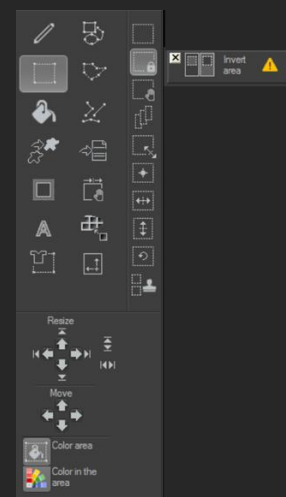 Invert
area
Resize
Move
Color area
Color in the
area